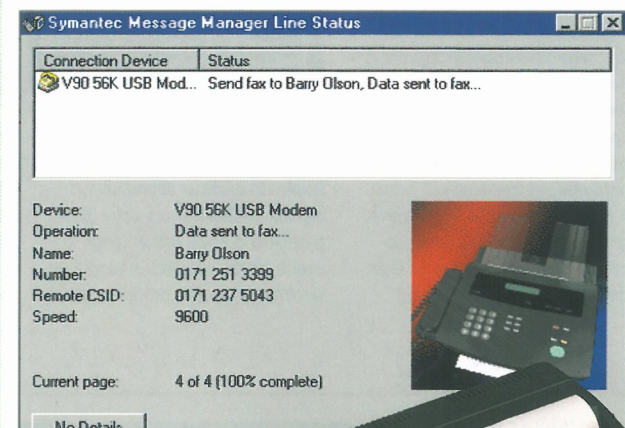 Symantec Message Manager Line Status
Connection Device Status
V90 56K USB Mod... Send fax to Barry Olson, Data sent to fax...
Device: V90 56K USB Modem
Operation: Data sent to fax...
Name: Barry Olson
Number: 0171 251 3399
Remote CSID: 0171 237 5043
Speed: 9600
Current page: 4 of 4 (100% complete)
No Details